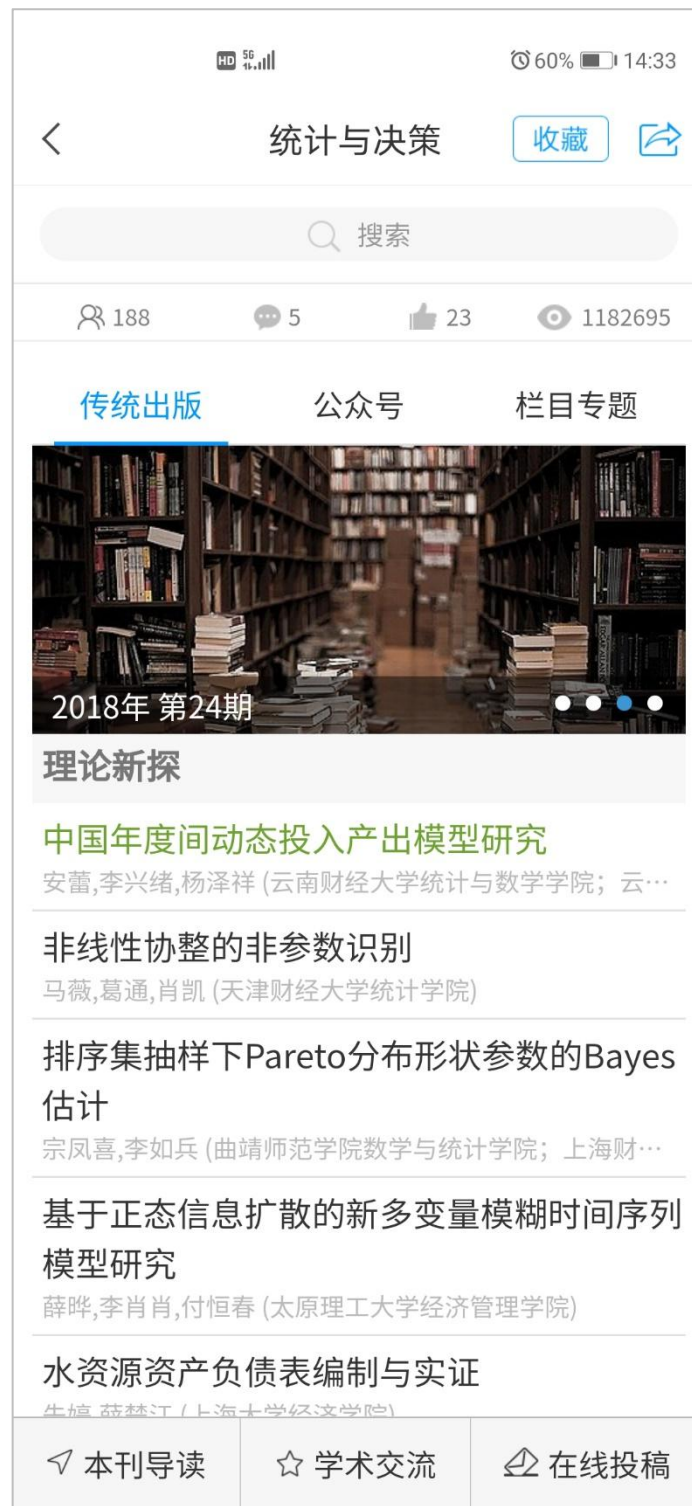 HD 5G 60% 14:33
统计与决策 收藏
搜索
188 5 23 1182695
传统出版 公众号 栏目专题
2018年 第24期
理论新探
中国年度间动态投入产出模型研究
安蕾,李兴绪,杨泽祥 (云南财经大学统计与数学学院；云…
非线性协整的非参数识别
马薇,葛通,肖凯 (天津财经大学统计学院)
排序集抽样下Pareto分布形状参数的Bayes
估计
宗凤喜,李如兵 (曲靖师范学院数学与统计学院；上海财…
基于正态信息扩散的新多变量模糊时间序列
模型研究
薛晔,李肖肖,付恒春 (太原理工大学经济管理学院)
水资源资产负债表编制与实证
(上海大学经济学院)
本刊导读 学术交流 在线投稿